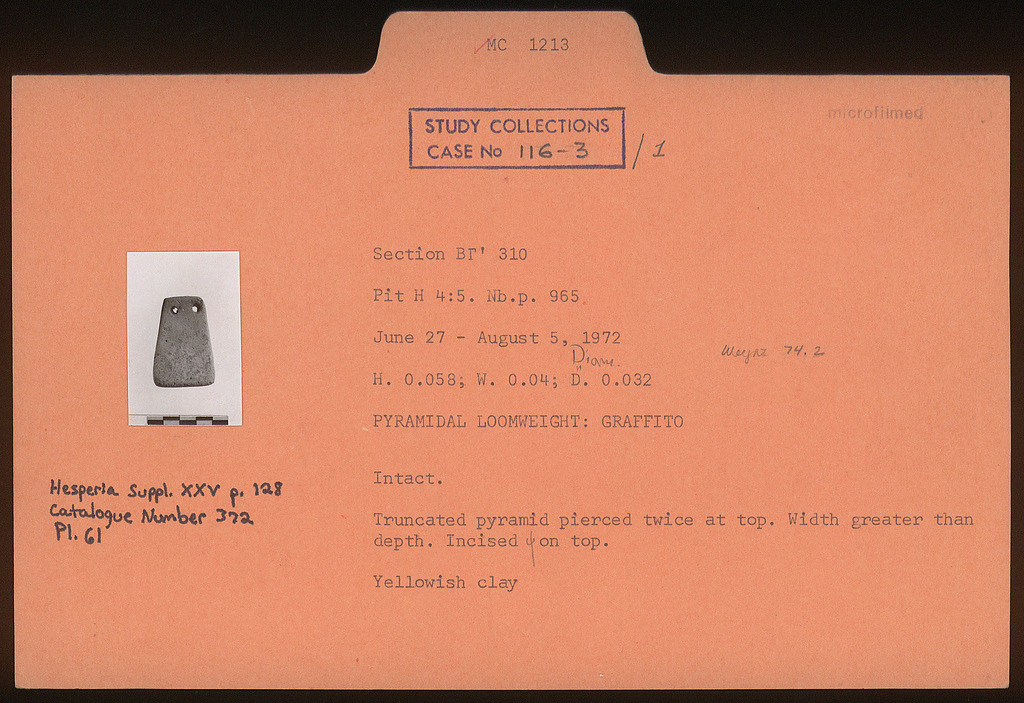 MC 1213
microfilmed
STUDY COLLECTIONS
CASE No 116-3 /1
Section ΒΓ' 310
Pit H 4:5. Nb.p. 965
June 27 - August 5, 1972
Diam.
74.2
H. 0.058; W. 0.04; D. 0.032
PYRAMIDAL LOOMWEIGHT: GRAFFITO
Intact.
Truncated pyramid pierced twice at top. Width greater than
depth. Incised ψ on top.
Yellowish clay
Hesperia Suppl. XXV p. 128
Catalogue Number 372
Pl. 61